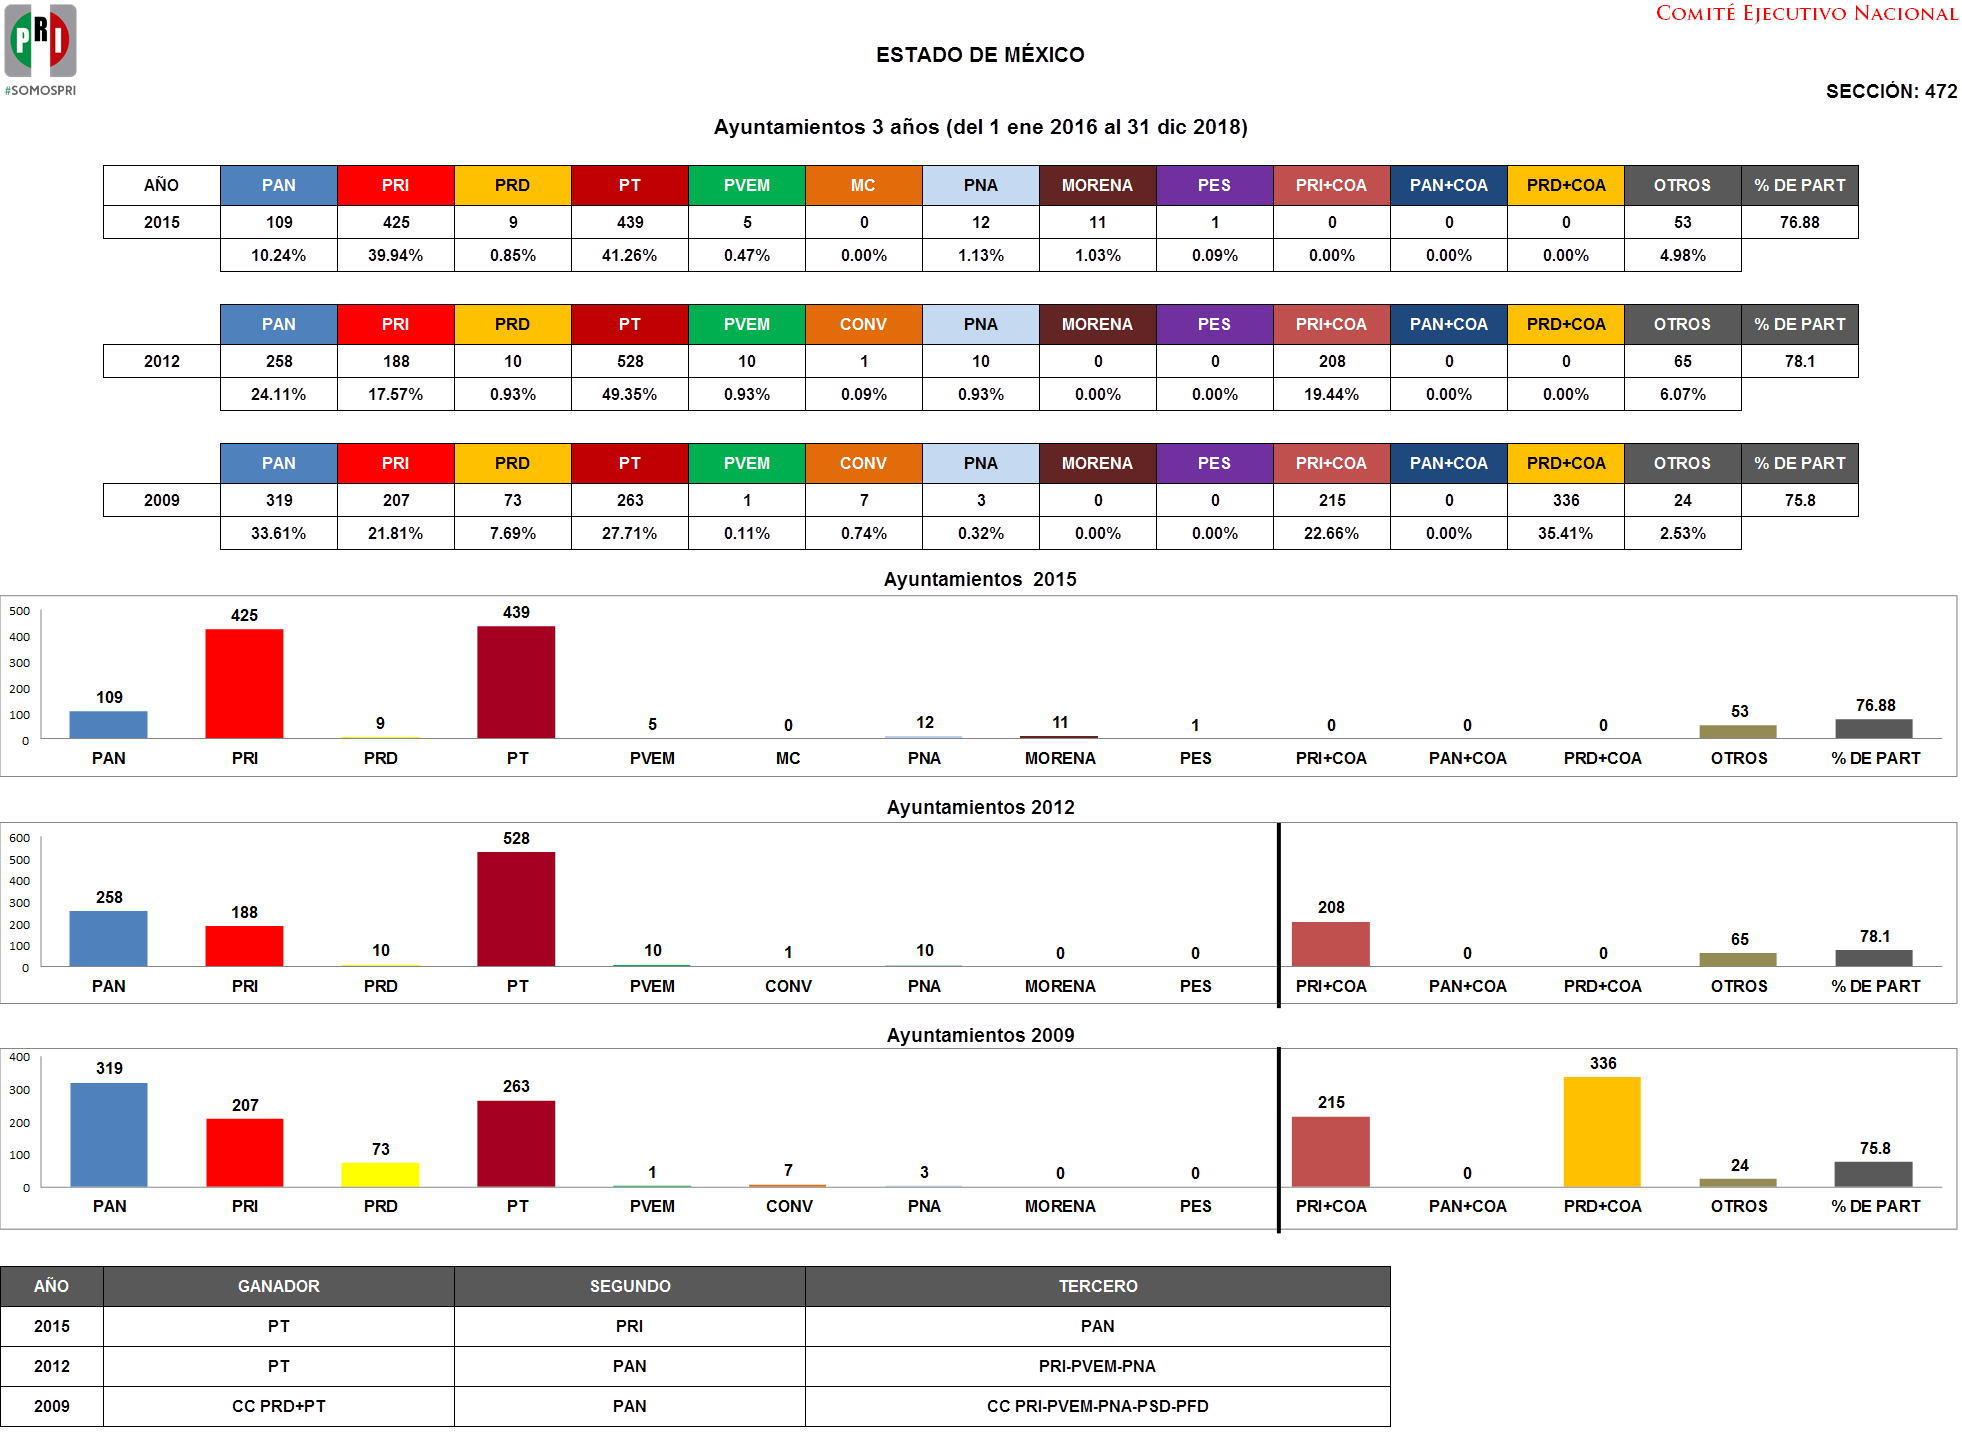 COMITÉ EJECUTIVO NACIONAL
PRI
#SOMOSPRI
ESTADO DE MÉXICO
SECCIÓN: 472
Ayuntamientos 3 años (del 1 ene 2016 al 31 dic 2018)
AÑO PAN PRI PRD PT PVEM MC PNA MORENA PES PRI+COA PAN+COA PRD+COA OTROS % DE PART
2015 109 425 9 439 5 0 12 11 1 0 0 0 53 76.88
10.24% 39.94% 0.85% 41.26% 0.47% 0.00% 1.13% 1.03% 0.09% 0.00% 0.00% 0.00% 4.98%
PAN PRI PRD PT PVEM CONV PNA MORENA PES PRI+COA PAN+COA PRD+COA OTROS % DE PART
2012 258 188 10 528 10 1 10 0 0 208 0 0 65 78.1
24.11% 17.57% 0.93% 49.35% 0.93% 0.09% 0.93% 0.00% 0.00% 19.44% 0.00% 0.00% 6.07%
PAN PRI PRD PT PVEM CONV PNA MORENA PES PRI+COA PAN+COA PRD+COA OTROS % DE PART
2009 319 207 73 263 1 7 3 0 0 215 0 336 24 75.8
33.61% 21.81% 7.69% 27.71% 0.11% 0.74% 0.32% 0.00% 0.00% 22.66% 0.00% 35.41% 2.53%
Ayuntamientos 2015
500
400
300
200
100
0
109 425 9 439 5 0 12 11 1 0 0 0 53 76.88
PAN PRI PRD PT PVEM MC PNA MORENA PES PRI+COA PAN+COA PRD+COA OTROS % DE PART
Ayuntamientos 2012
600
500
400
300
200
100
0
258 188 10 528 10 1 10 0 0 208 0 0 65 78.1
PAN PRI PRD PT PVEM CONV PNA MORENA PES PRI+COA PAN+COA PRD+COA OTROS % DE PART
Ayuntamientos 2009
400
300
200
100
0
319 207 73 263 1 7 3 0 0 215 0 336 24 75.8
PAN PRI PRD PT PVEM CONV PNA MORENA PES PRI+COA PAN+COA PRD+COA OTROS % DE PART
AÑO GANADOR SEGUNDO TERCERO
2015 PT PRI PAN
2012 PT PAN PRI-PVEM-PNA
2009 CC PRD+PT PAN CC PRI-PVEM-PNA-PSD-PFD